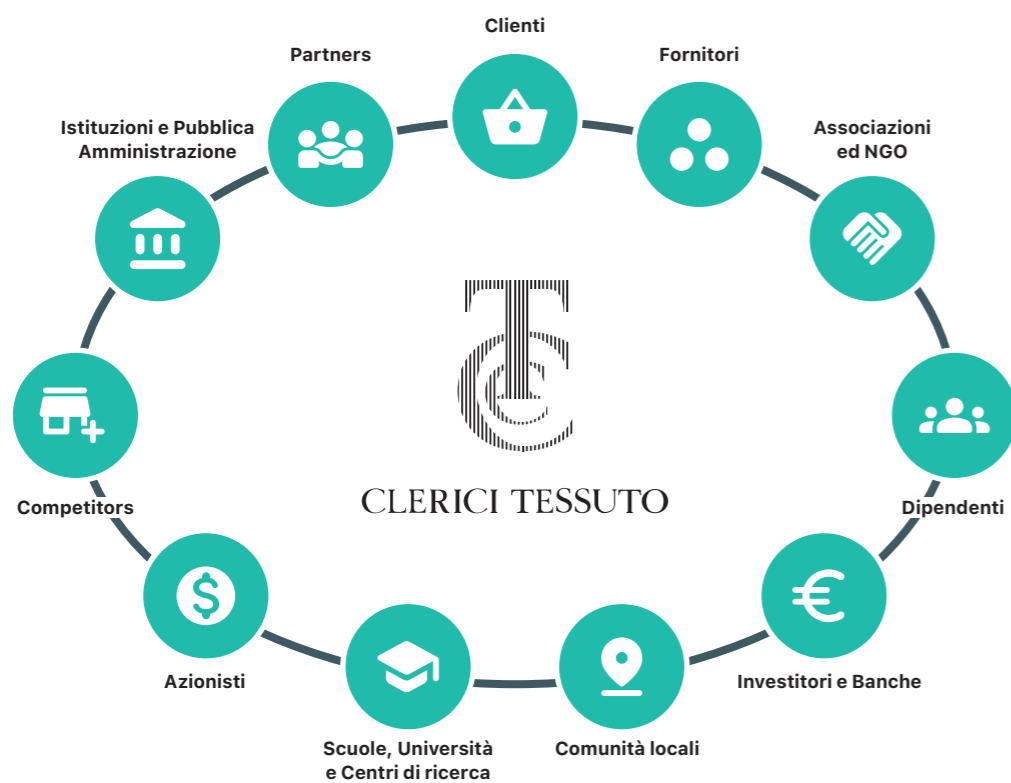 Clienti
Partners
Fornitori
Istituzioni e Pubblica
Amministrazione
Associazioni
ed NGO
CLERICI TESSUTO
Competitors
Dipendenti
Azionisti
Investitori e Banche
Scuole, Università
e Centri di ricerca
Comunità locali